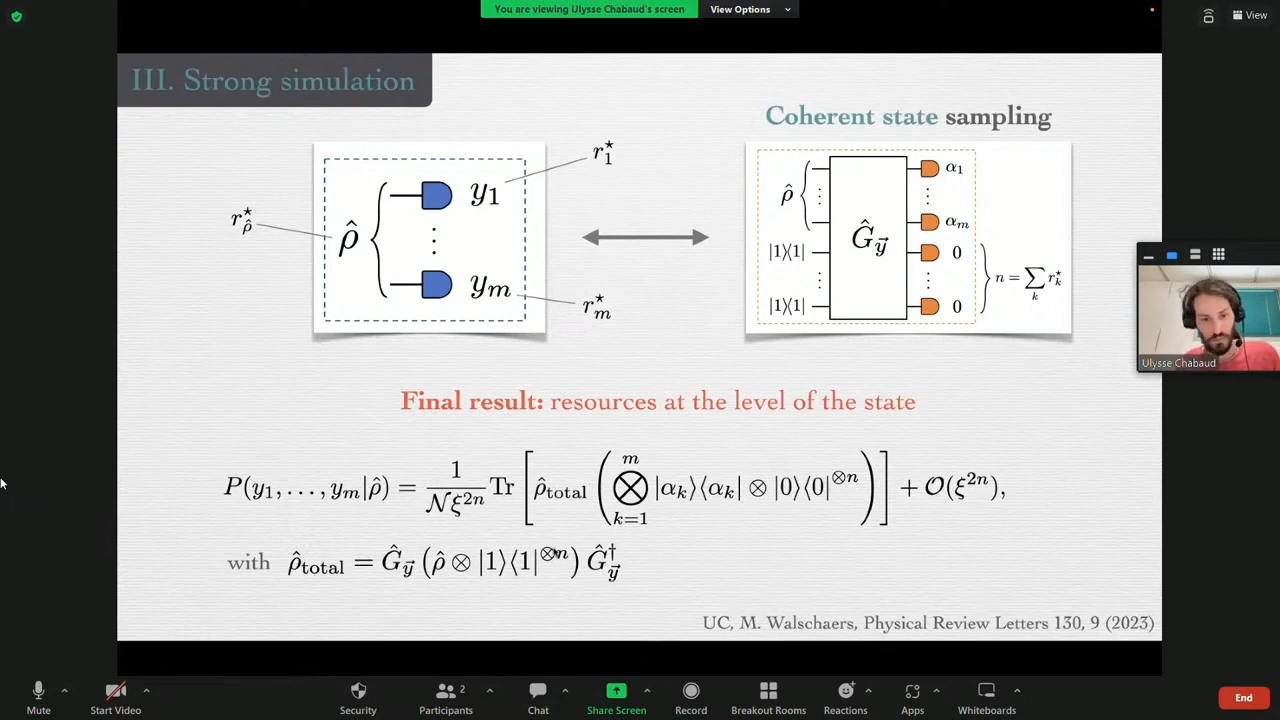 You are viewing Ulysse Chabaud's screen
View Options
View
III. Strong simulation
Coherent state sampling
r_1^⋆
r_ρ̂^⋆
ρ̂
y_1
⋮
y_m
r_m^⋆
ρ̂
⋮
|1⟩⟨1|
⋮
|1⟩⟨1|
Ĝ_y⃗
α_1
⋮
α_m
0
⋮
0
n = ∑_k r_k^⋆
Ulysse Chabaud
Final result: resources at the level of the state
P(y_1, …, y_m|ρ̂) = 1/(𝒩ξ^{2n}) Tr [ρ̂_total (⨂_{k=1}^{m} |α_k⟩⟨α_k| ⊗ |0⟩⟨0|^{⊗n})] + 𝒪(ξ^{2n}),
with ρ̂_total = Ĝ_y⃗ (ρ̂ ⊗ |1⟩⟨1|^{⊗n}) Ĝ_y⃗^†
UC, M. Walschaers, Physical Review Letters 130, 9 (2023)
Mute
Start Video
Security
Participants
2
Chat
Share Screen
Record
Breakout Rooms
Reactions
Apps
Whiteboards
End